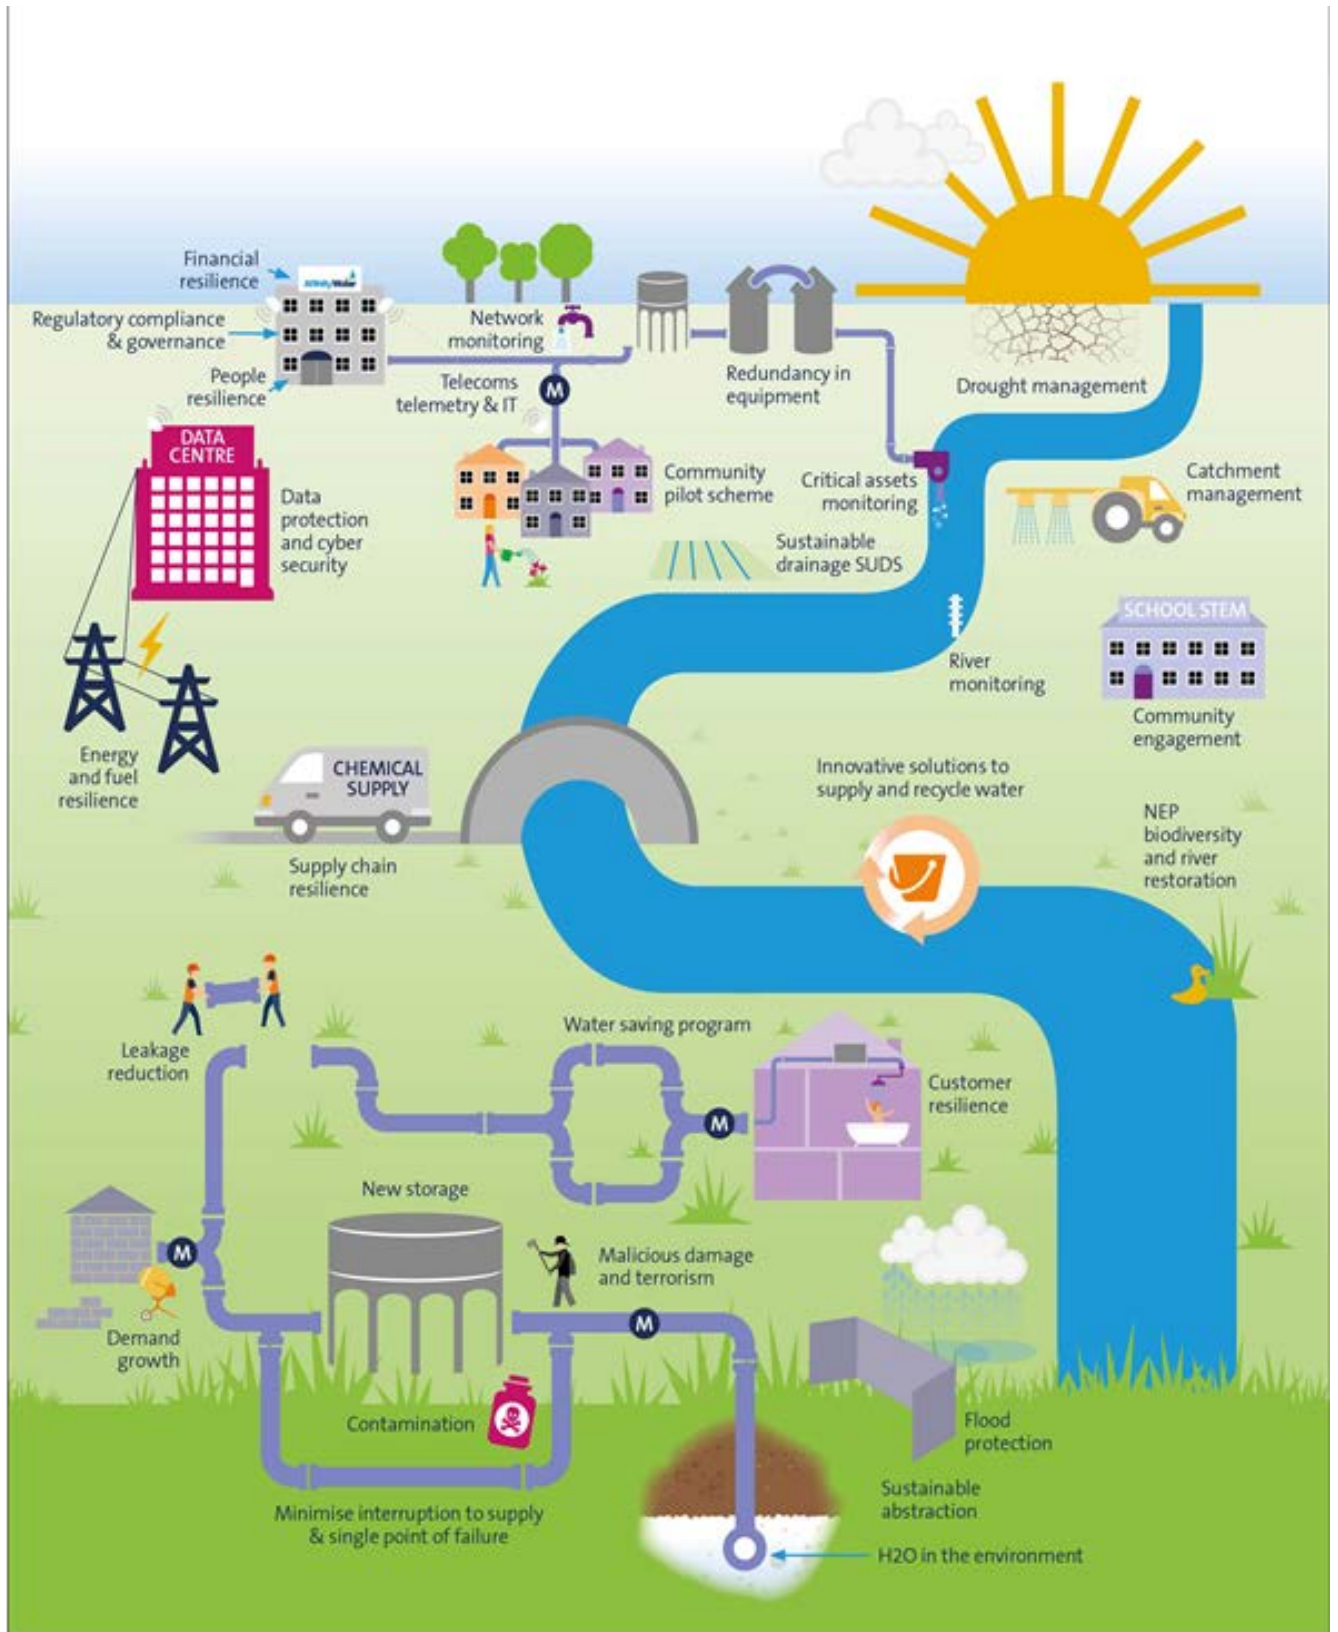 Financial
resilience
AffinityWater
Regulatory compliance
& governance
People
resilience
Network
monitoring
Telecoms
telemetry & IT
M
Redundancy in
equipment
Drought management
DATA
CENTRE
Data
protection
and cyber
security
Community
pilot scheme
Critical assets
monitoring
Catchment
management
Sustainable
drainage SUDS
SCHOOL STEM
River
monitoring
Community
engagement
Energy
and fuel
resilience
CHEMICAL
SUPPLY
Supply chain
resilience
Innovative solutions to
supply and recycle water
NEP
biodiversity
and river
restoration
Leakage
reduction
Water saving program
M
Customer
resilience
New storage
M
Demand
growth
Malicious damage
and terrorism
M
Contamination
Minimise interruption to supply
& single point of failure
Flood
protection
Sustainable
abstraction
H2O in the environment